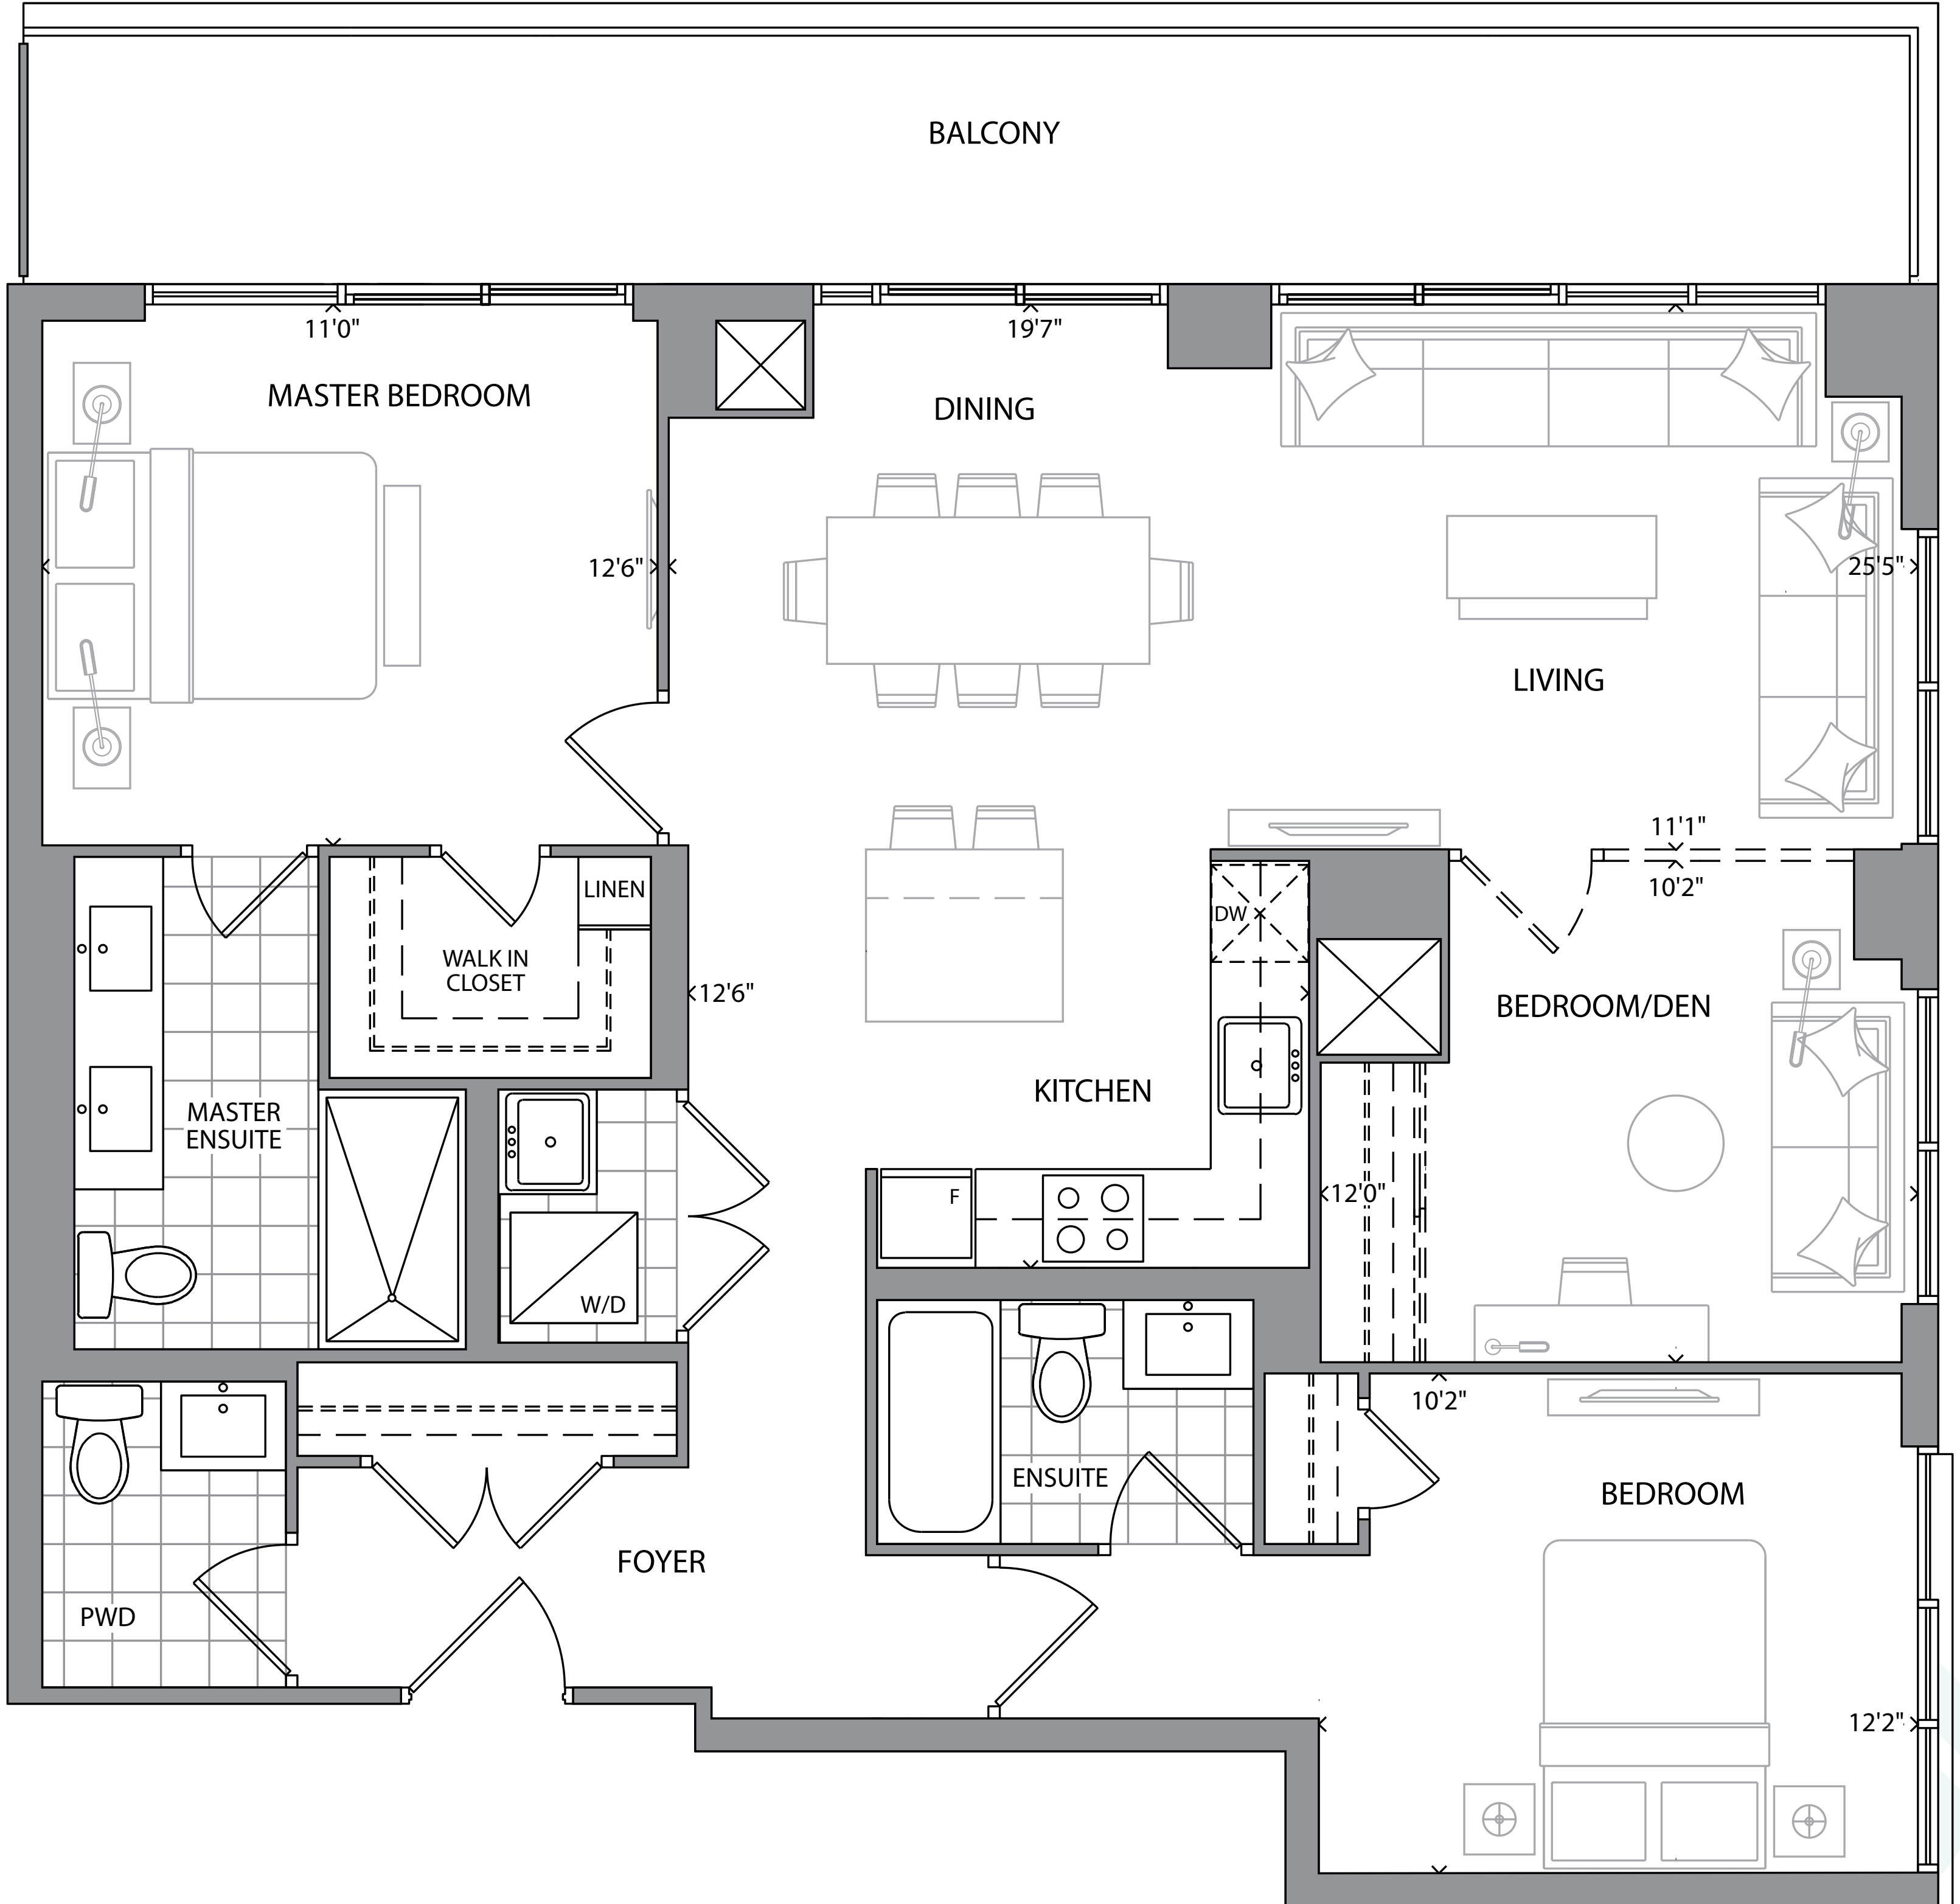 BALCONY
11'0"
19'7"
MASTER BEDROOM
DINING
12'6"
25'5"
LIVING
11'1"
10'2"
LINEN
DW
WALK IN
CLOSET
12'6"
BEDROOM/DEN
KITCHEN
MASTER
ENSUITE
F
12'0"
W/D
10'2"
ENSUITE
BEDROOM
FOYER
PWD
12'2"